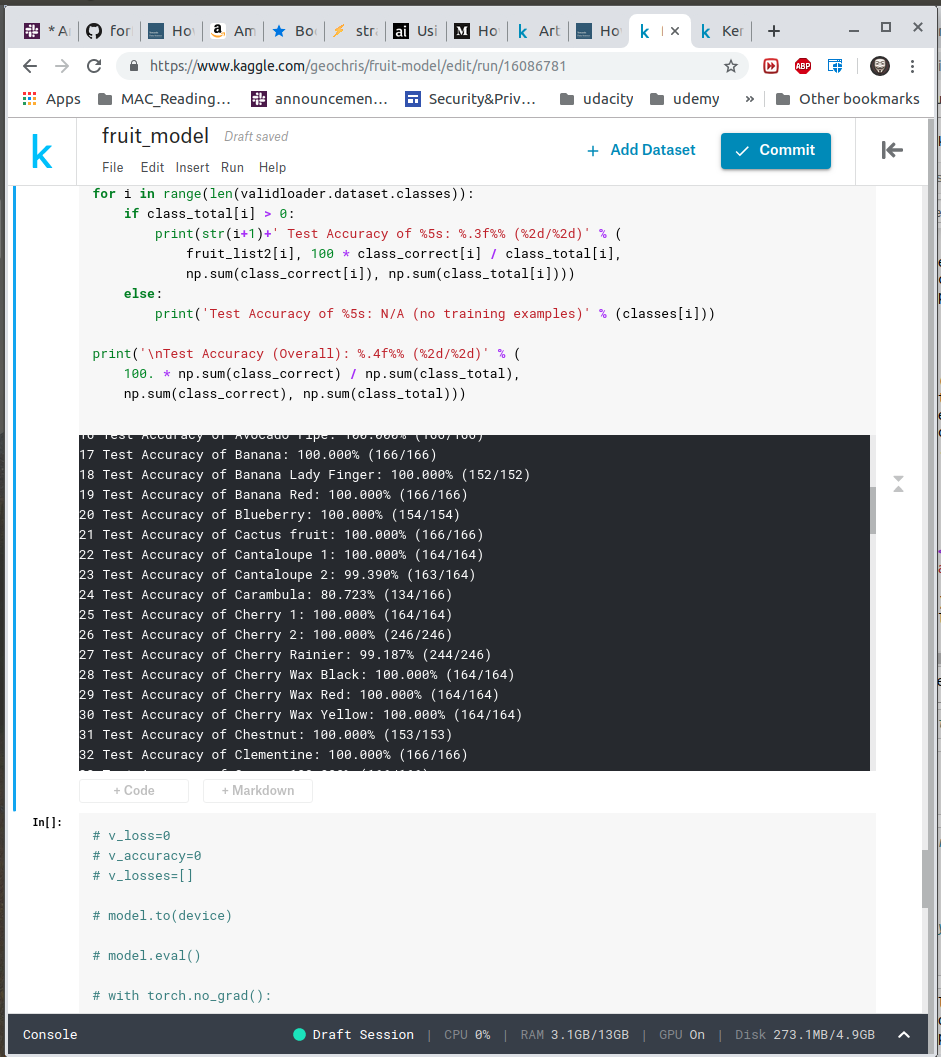 * A
for
Ho
Am
Bo
str
ai Usi
M Ho
k Art
Ho
k
k Ker
https://www.kaggle.com/geochris/fruit-model/edit/run/16086781
ABP
Apps MAC_Reading... announcemen... Security&Priv... udacity udemy » Other bookmarks
k
fruit_model Draft saved
File Edit Insert Run Help
+ Add Dataset
Commit
for i in range(len(validloader.dataset.classes)):
    if class_total[i] > 0:
        print(str(i+1)+' Test Accuracy of %5s: %.3f%% (%2d/%2d)' % (
            fruit_list2[i], 100 * class_correct[i] / class_total[i],
            np.sum(class_correct[i]), np.sum(class_total[i])))
    else:
        print('Test Accuracy of %5s: N/A (no training examples)' % (classes[i]))
print('\nTest Accuracy (Overall): %.4f%% (%2d/%2d)' % (
    100. * np.sum(class_correct) / np.sum(class_total),
    np.sum(class_correct), np.sum(class_total)))
16 Test Accuracy of Avocado ripe: 100.000% (166/166)
17 Test Accuracy of Banana: 100.000% (166/166)
18 Test Accuracy of Banana Lady Finger: 100.000% (152/152)
19 Test Accuracy of Banana Red: 100.000% (166/166)
20 Test Accuracy of Blueberry: 100.000% (154/154)
21 Test Accuracy of Cactus fruit: 100.000% (166/166)
22 Test Accuracy of Cantaloupe 1: 100.000% (164/164)
23 Test Accuracy of Cantaloupe 2: 99.390% (163/164)
24 Test Accuracy of Carambula: 80.723% (134/166)
25 Test Accuracy of Cherry 1: 100.000% (164/164)
26 Test Accuracy of Cherry 2: 100.000% (246/246)
27 Test Accuracy of Cherry Rainier: 99.187% (244/246)
28 Test Accuracy of Cherry Wax Black: 100.000% (164/164)
29 Test Accuracy of Cherry Wax Red: 100.000% (164/164)
30 Test Accuracy of Cherry Wax Yellow: 100.000% (164/164)
31 Test Accuracy of Chestnut: 100.000% (153/153)
32 Test Accuracy of Clementine: 100.000% (166/166)
+ Code + Markdown
In[]:
# v_loss=0
# v_accuracy=0
# v_losses=[]
# model.to(device)
# model.eval()
# with torch.no_grad():
Console Draft Session | CPU 0% | RAM 3.1GB/13GB | GPU On | Disk 273.1MB/4.9GB